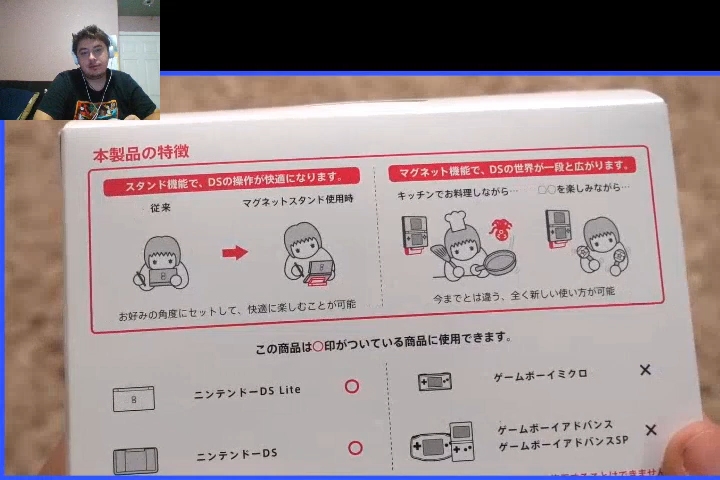 本製品の特徴
スタンド機能で、DSの操作が快適になります。
従来
マグネットスタンド使用時
お好みの角度にセットして、快適に楽しむことが可能
マグネット機能で、DSの世界が一段と広がります。
キッチンでお料理しながら…
○○を楽しみながら…
今までとは違う、全く新しい使い方が可能
この商品は○印がついている商品に使用できます。
ニンテンドーDS Lite ○
ニンテンドーDS ○
ゲームボーイミクロ ×
ゲームボーイアドバンス
ゲームボーイアドバンスSP ×
することはできません